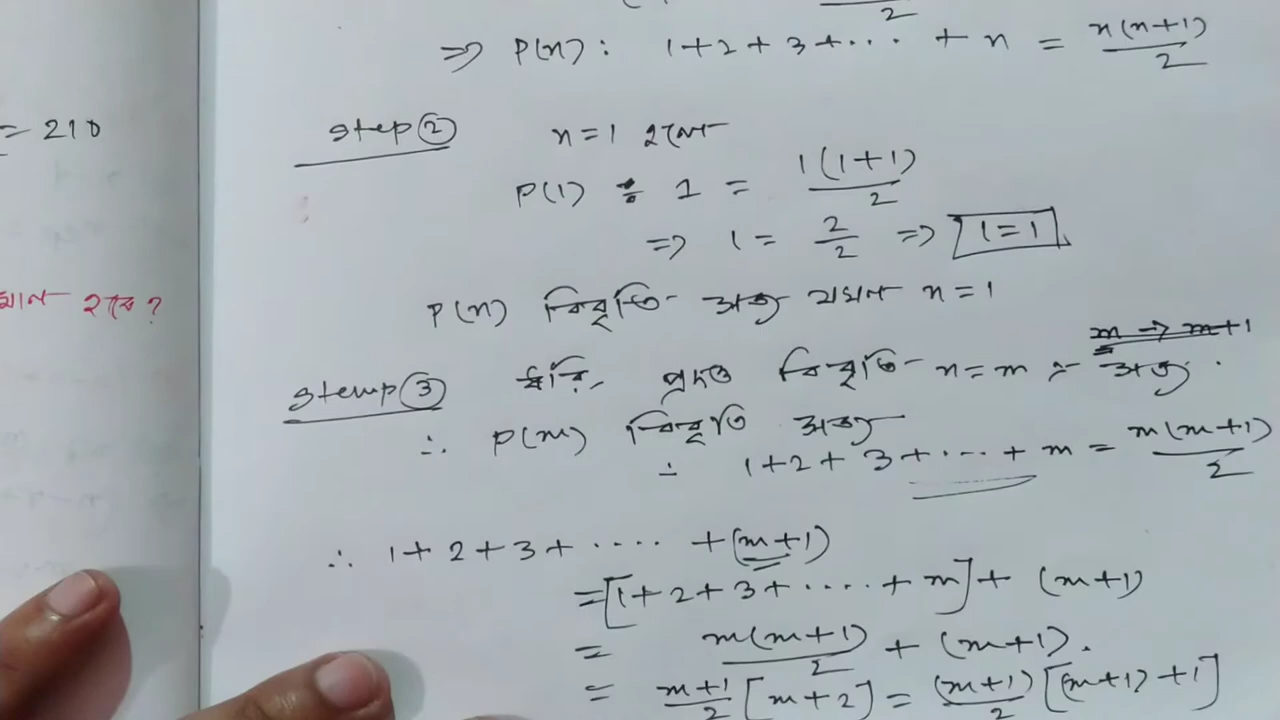 = 210
মান হবে?
2
=> P(n): 1+2+3+... + n = n(n+1)/2
Step ② n=1 হলে
P(1) : 1 = 1(1+1)/2
=> 1 = 2/2 => 1=1
P(n) বিবৃতি সত্য যখন n=1
m → m+1
Stemp ③ ধরি, প্রদত্ত বিবৃতি n=m এ সত্য.
∴ P(m) বিবৃতি সত্য
∴ 1+2+3+...+m = m(m+1)/2
∴ 1+2+3+..... +(m+1)
=[1+2+3+.....+m]+(m+1)
= m(m+1)/2 + (m+1).
= m+1/2 [m+2] = (m+1)/2 [(m+1)+1]